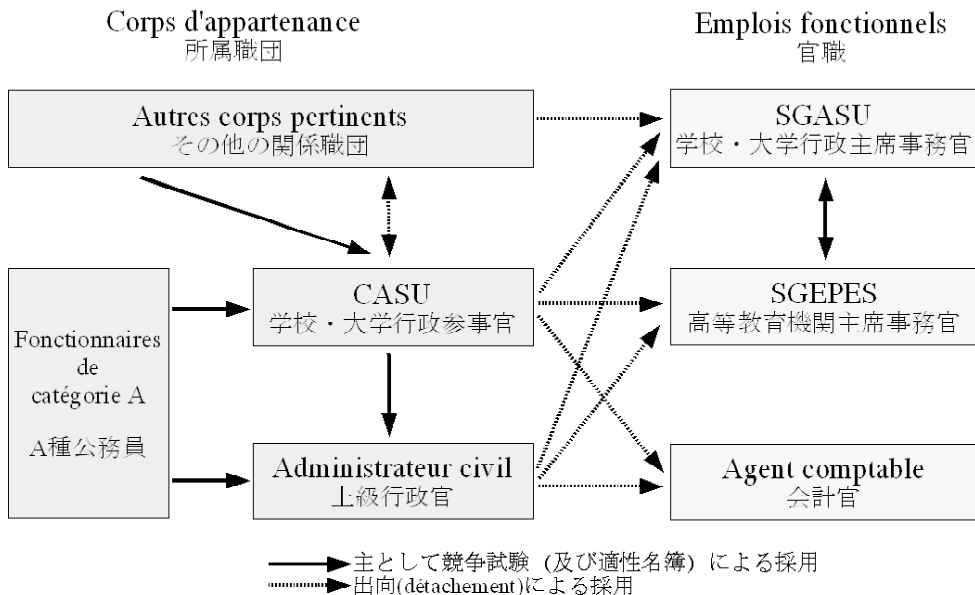 Corps d'appartenance
所属職団
Emplois fonctionnels
官職
Autres corps pertinents
その他の関係職団
SGASU
学校・大学行政主席事務官
Fonctionnaires
de
catégorie A
A種公務員
CASU
学校・大学行政参事官
SGEPES
高等教育機関主席事務官
Administrateur civil
上級行政官
Agent comptable
会計官
主として競争試験（及び適性名簿）による採用
出向(détachement)による採用